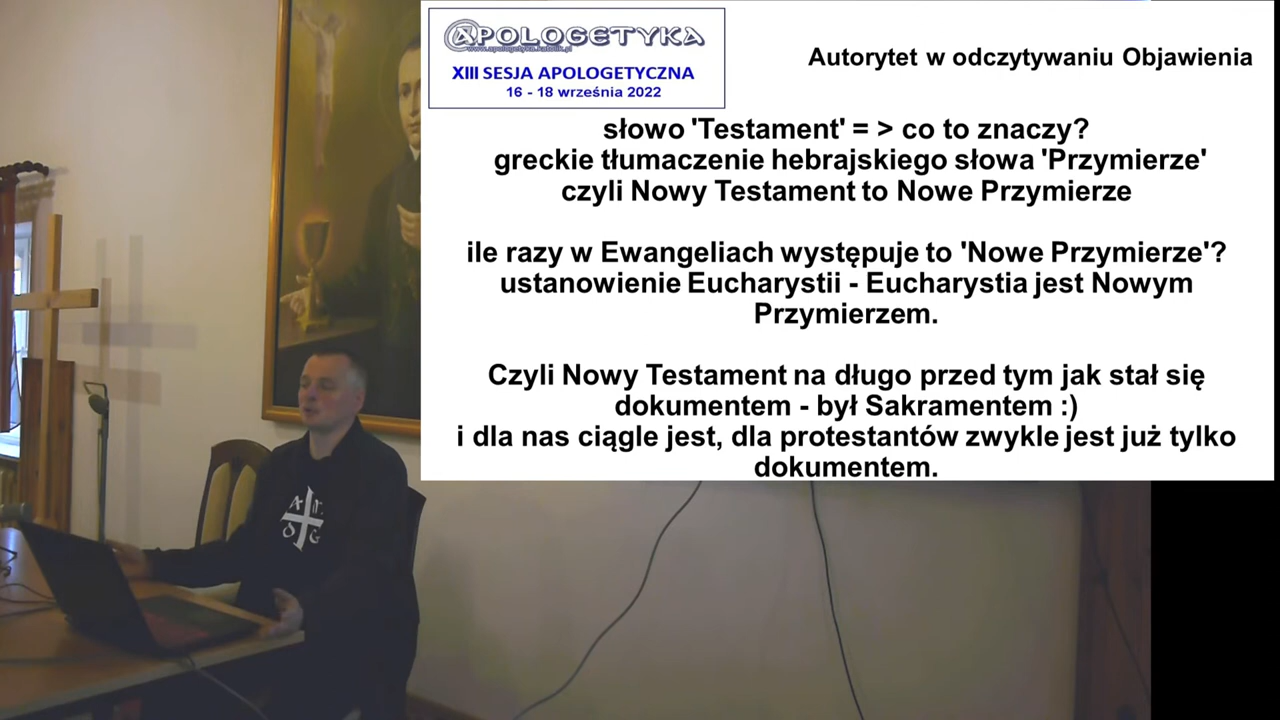 @POLOGETYKA
www.apologetyka.katolik.pl
XIII SESJA APOLOGETYCZNA
16 - 18 września 2022
Autorytet w odczytywaniu Objawienia
słowo 'Testament' = > co to znaczy?
greckie tłumaczenie hebrajskiego słowa 'Przymierze'
czyli Nowy Testament to Nowe Przymierze
ile razy w Ewangeliach występuje to 'Nowe Przymierze'?
ustanowienie Eucharystii - Eucharystia jest Nowym
Przymierzem.
Czyli Nowy Testament na długo przed tym jak stał się
dokumentem - był Sakramentem :)
i dla nas ciągle jest, dla protestantów zwykle jest już tylko
dokumentem.